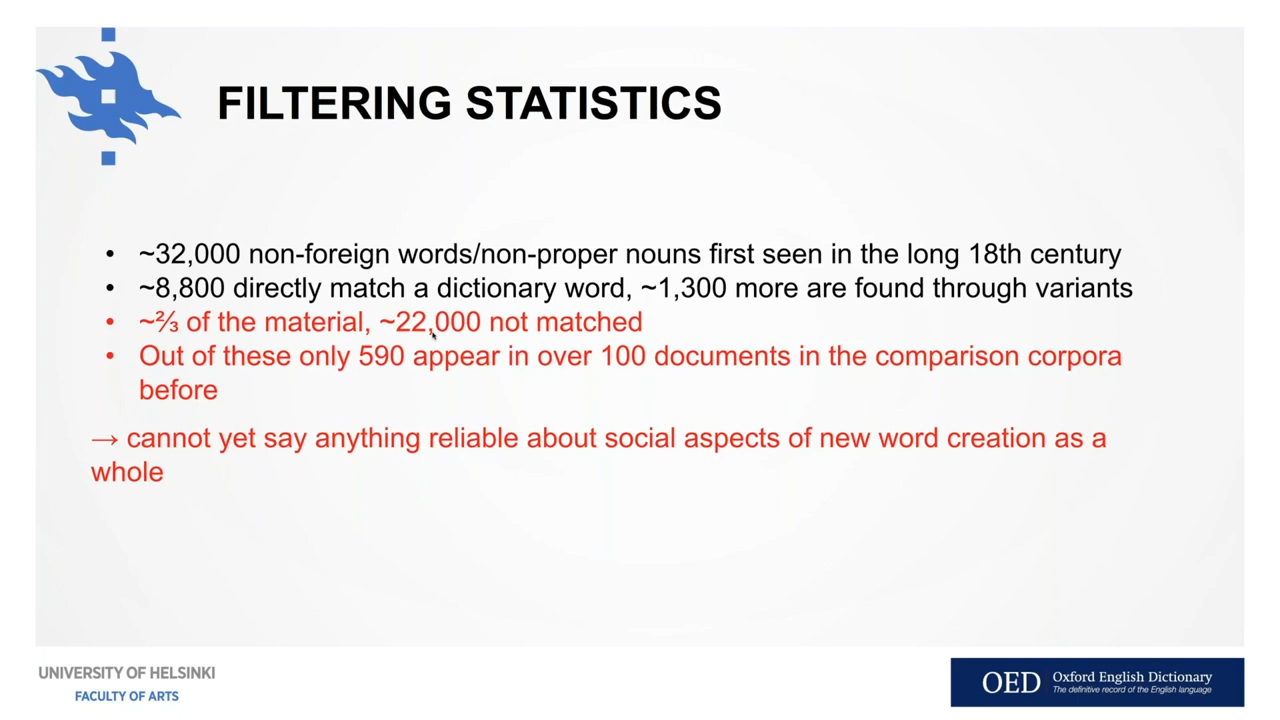 FILTERING STATISTICS
• ~32,000 non-foreign words/non-proper nouns first seen in the long 18th century
• ~8,800 directly match a dictionary word, ~1,300 more are found through variants
• ~⅔ of the material, ~22,000 not matched
• Out of these only 590 appear in over 100 documents in the comparison corpora
before
→ cannot yet say anything reliable about social aspects of new word creation as a
whole
UNIVERSITY OF HELSINKI
FACULTY OF ARTS
OED Oxford English Dictionary
The definitive record of the English language